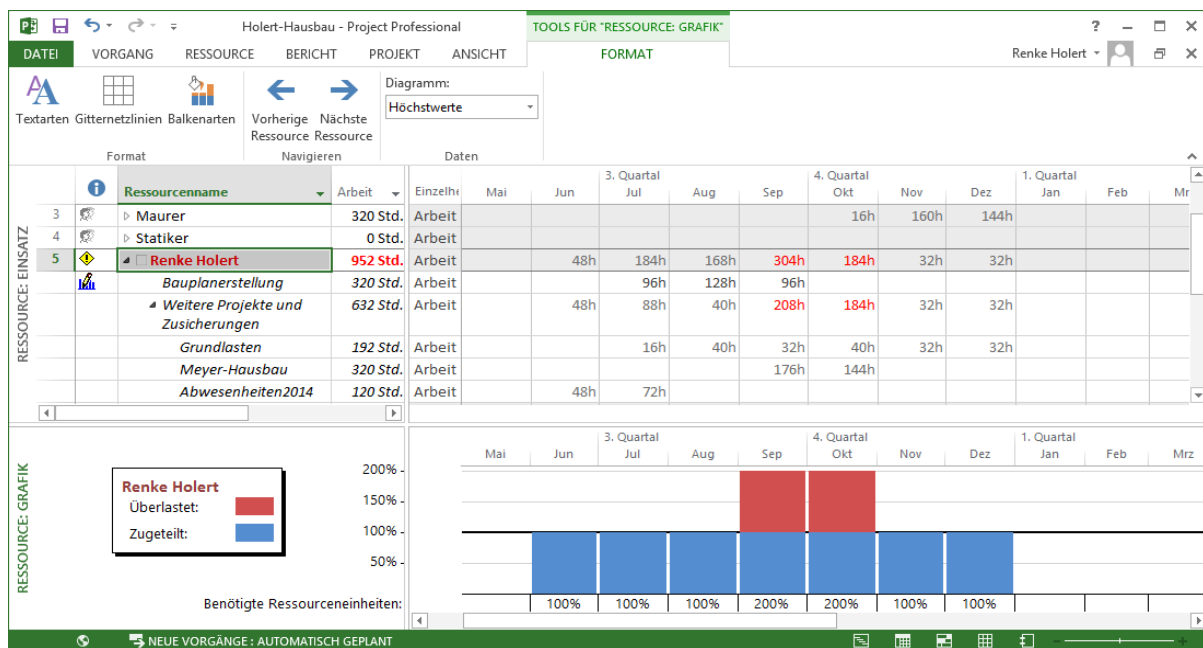 Holert-Hausbau - Project Professional
TOOLS FÜR "RESSOURCE: GRAFIK"
?
DATEI VORGANG RESSOURCE BERICHT PROJEKT ANSICHT FORMAT Renke Holert
Textarten Gitternetzlinien Balkenarten
Vorherige Ressource
Nächste Ressource
Diagramm:
Höchstwerte
Format Navigieren Daten
RESSOURCE: EINSATZ
3. Quartal 4. Quartal 1. Quartal
Ressourcenname Arbeit Einzelhe Mai Jun Jul Aug Sep Okt Nov Dez Jan Feb Mr
3 Maurer 320 Std. Arbeit 16h 160h 144h
4 Statiker 0 Std. Arbeit
5 Renke Holert 952 Std. Arbeit 48h 184h 168h 304h 184h 32h 32h
Bauplanerstellung 320 Std. Arbeit 96h 128h 96h
Weitere Projekte und 632 Std. Arbeit 48h 88h 40h 208h 184h 32h 32h
Zusicherungen
Grundlasten 192 Std. Arbeit 16h 40h 32h 40h 32h 32h
Meyer-Hausbau 320 Std. Arbeit 176h 144h
Abwesenheiten2014 120 Std. Arbeit 48h 72h
RESSOURCE: GRAFIK
3. Quartal 4. Quartal 1. Quartal
Mai Jun Jul Aug Sep Okt Nov Dez Jan Feb Mrz
Renke Holert
Überlastet:
Zugeteilt:
200%
150%
100%
50%
Benötigte Ressourceneinheiten: 100% 100% 100% 200% 200% 100% 100%
NEUE VORGÄNGE : AUTOMATISCH GEPLANT